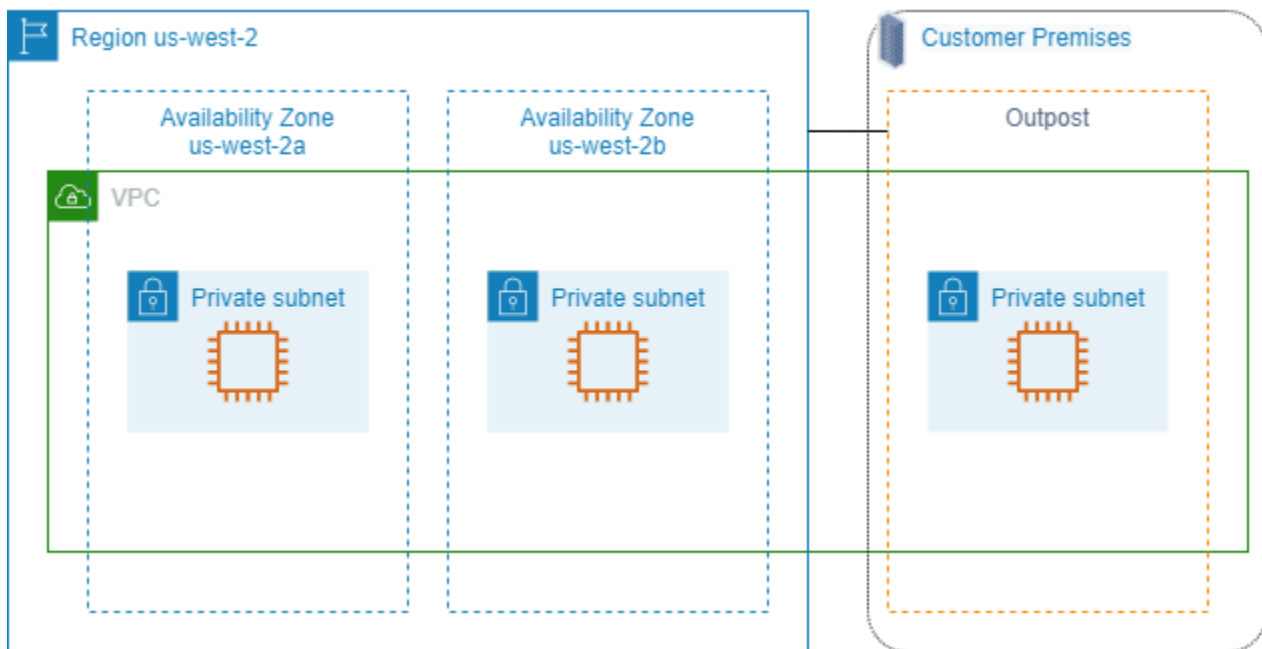 Region us-west-2
Customer Premises
Availability Zone
us-west-2a
Availability Zone
us-west-2b
Outpost
VPC
Private subnet
Private subnet
Private subnet